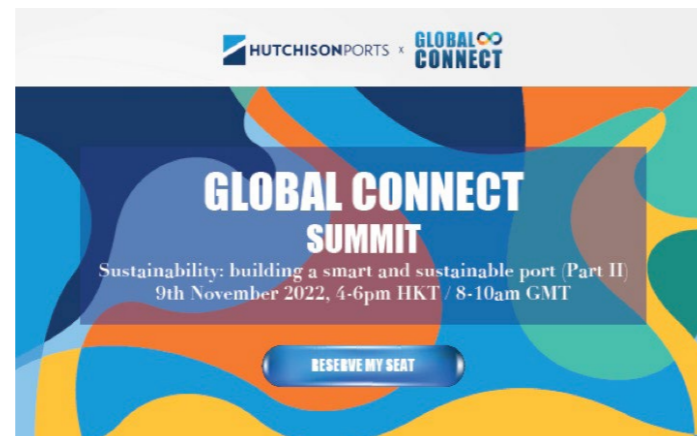 HUTCHISONPORTS x GLOBAL CONNECT
GLOBAL CONNECT
SUMMIT
Sustainability: building a smart and sustainable port (Part II)
9th November 2022, 4-6pm HKT / 8-10am GMT
RESERVE MY SEAT